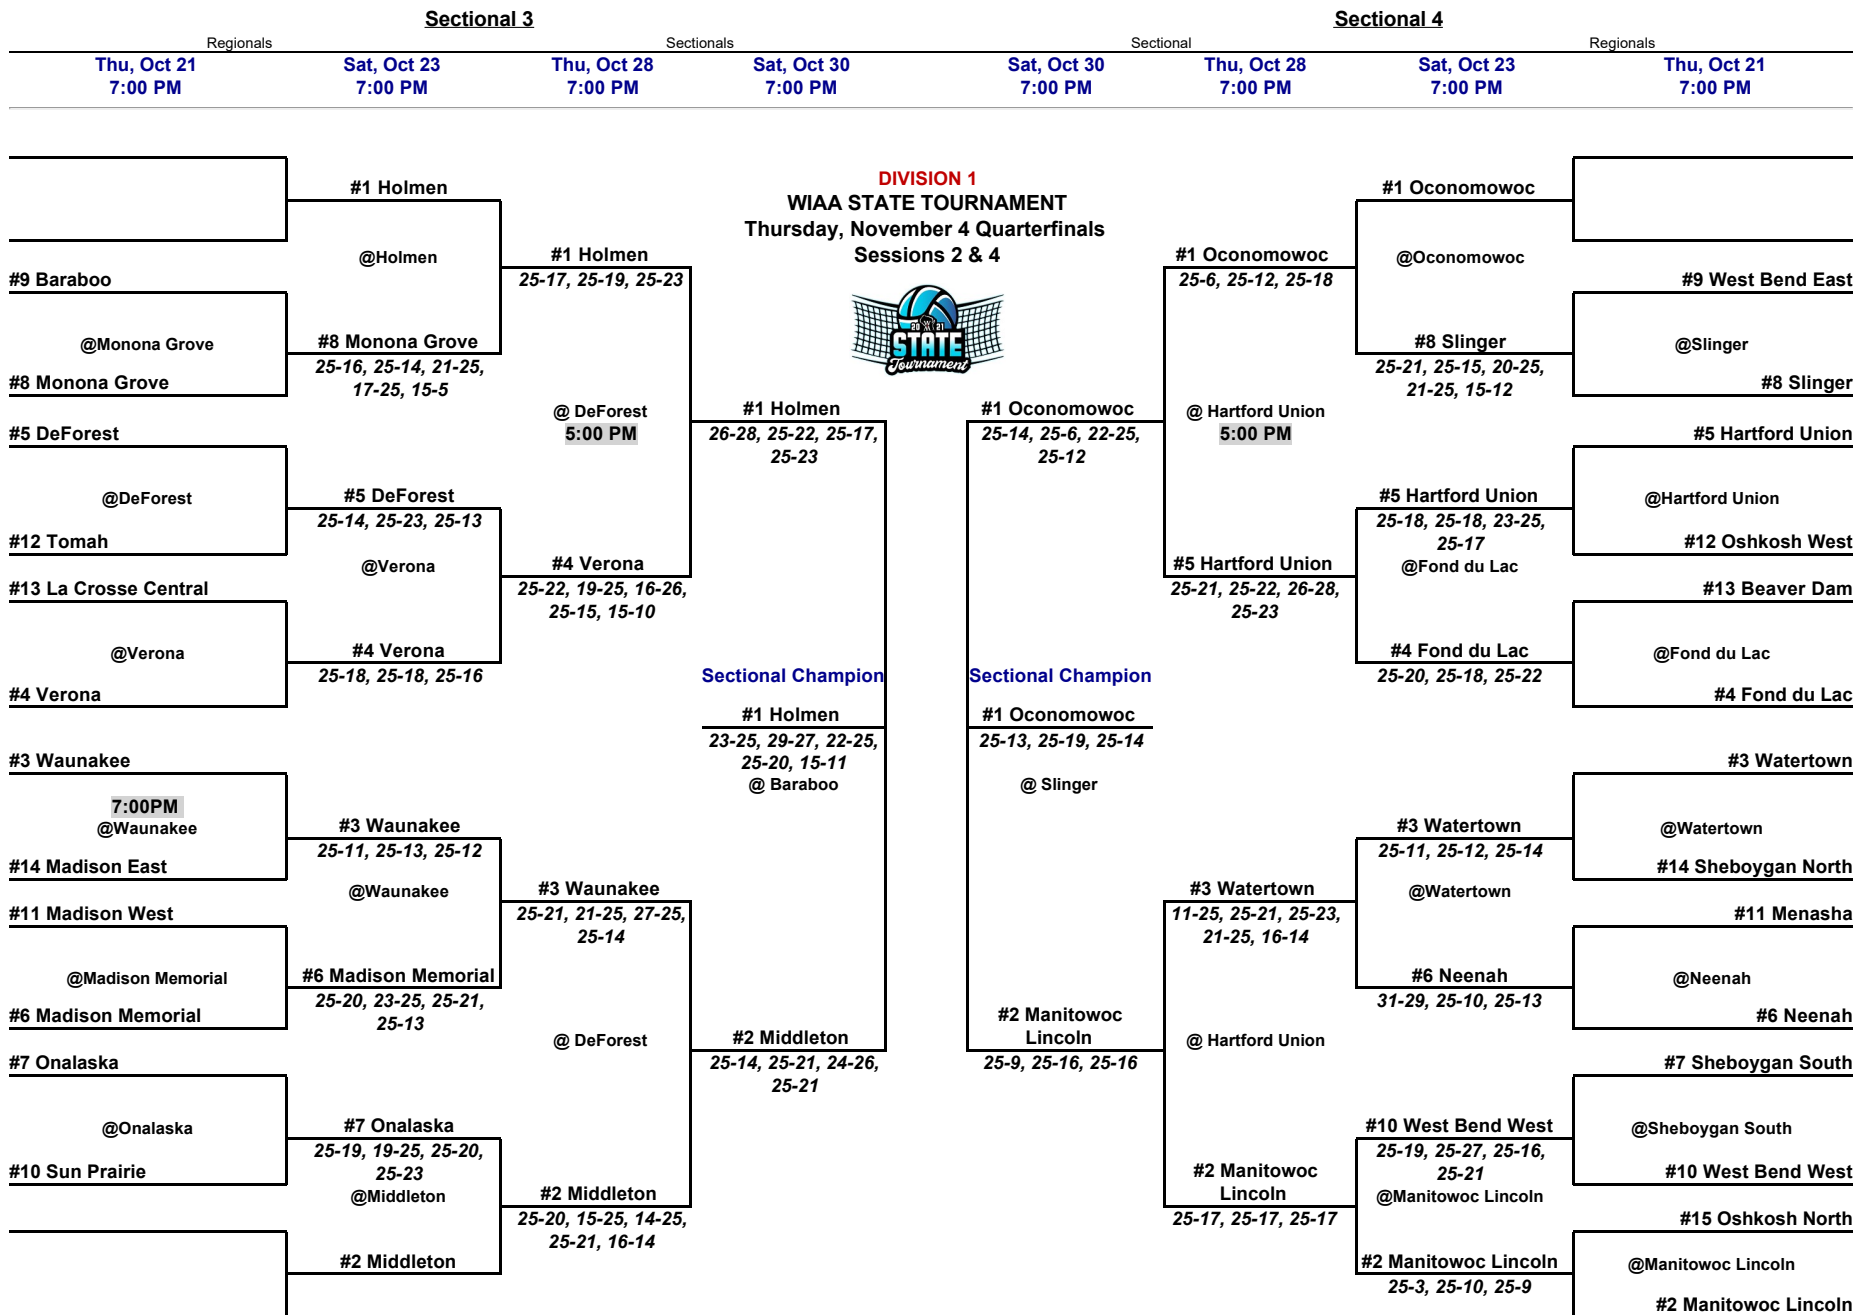 Sectional 3
Sectional 4
Regionals
Sectionals
Sectional
Regionals
Thu, Oct 21
7:00 PM
Sat, Oct 23
7:00 PM
Thu, Oct 28
7:00 PM
Sat, Oct 30
7:00 PM
Sat, Oct 30
7:00 PM
Thu, Oct 28
7:00 PM
Sat, Oct 23
7:00 PM
Thu, Oct 21
7:00 PM
DIVISION 1
WIAA STATE TOURNAMENT
Thursday, November 4 Quarterfinals
Sessions 2 & 4
20 21
STATE
Tournament
#9 Baraboo
@Monona Grove
#8 Monona Grove
#5 DeForest
@DeForest
#12 Tomah
#13 La Crosse Central
@Verona
#4 Verona
#3 Waunakee
7:00PM
@Waunakee
#14 Madison East
#11 Madison West
@Madison Memorial
#6 Madison Memorial
#7 Onalaska
@Onalaska
#10 Sun Prairie
#1 Holmen
@Holmen
#8 Monona Grove
25-16, 25-14, 21-25,
17-25, 15-5
#5 DeForest
25-14, 25-23, 25-13
@Verona
#4 Verona
25-18, 25-18, 25-16
#3 Waunakee
25-11, 25-13, 25-12
@Waunakee
#6 Madison Memorial
25-20, 23-25, 25-21,
25-13
#7 Onalaska
25-19, 19-25, 25-20,
25-23
@Middleton
#2 Middleton
#1 Holmen
25-17, 25-19, 25-23
@ DeForest
5:00 PM
#4 Verona
25-22, 19-25, 16-26,
25-15, 15-10
#3 Waunakee
25-21, 21-25, 27-25,
25-14
@ DeForest
#2 Middleton
25-20, 15-25, 14-25,
25-21, 16-14
#1 Holmen
26-28, 25-22, 25-17,
25-23
Sectional Champion
#1 Holmen
23-25, 29-27, 22-25,
25-20, 15-11
@ Baraboo
#2 Middleton
25-14, 25-21, 24-26,
25-21
#1 Oconomowoc
25-14, 25-6, 22-25,
25-12
Sectional Champion
#1 Oconomowoc
25-13, 25-19, 25-14
@ Slinger
#2 Manitowoc
Lincoln
25-9, 25-16, 25-16
#1 Oconomowoc
25-6, 25-12, 25-18
@ Hartford Union
5:00 PM
#5 Hartford Union
25-21, 25-22, 26-28,
25-23
#3 Watertown
11-25, 25-21, 25-23,
21-25, 16-14
@ Hartford Union
#2 Manitowoc
Lincoln
25-17, 25-17, 25-17
#1 Oconomowoc
@Oconomowoc
#8 Slinger
25-21, 25-15, 20-25,
21-25, 15-12
#5 Hartford Union
25-18, 25-18, 23-25,
25-17
@Fond du Lac
#4 Fond du Lac
25-20, 25-18, 25-22
#3 Watertown
25-11, 25-12, 25-14
@Watertown
#6 Neenah
31-29, 25-10, 25-13
#10 West Bend West
25-19, 25-27, 25-16,
25-21
@Manitowoc Lincoln
#2 Manitowoc Lincoln
25-3, 25-10, 25-9
#9 West Bend East
@Slinger
#8 Slinger
#5 Hartford Union
@Hartford Union
#12 Oshkosh West
#13 Beaver Dam
@Fond du Lac
#4 Fond du Lac
#3 Watertown
@Watertown
#14 Sheboygan North
#11 Menasha
@Neenah
#6 Neenah
#7 Sheboygan South
@Sheboygan South
#10 West Bend West
#15 Oshkosh North
@Manitowoc Lincoln
#2 Manitowoc Lincoln